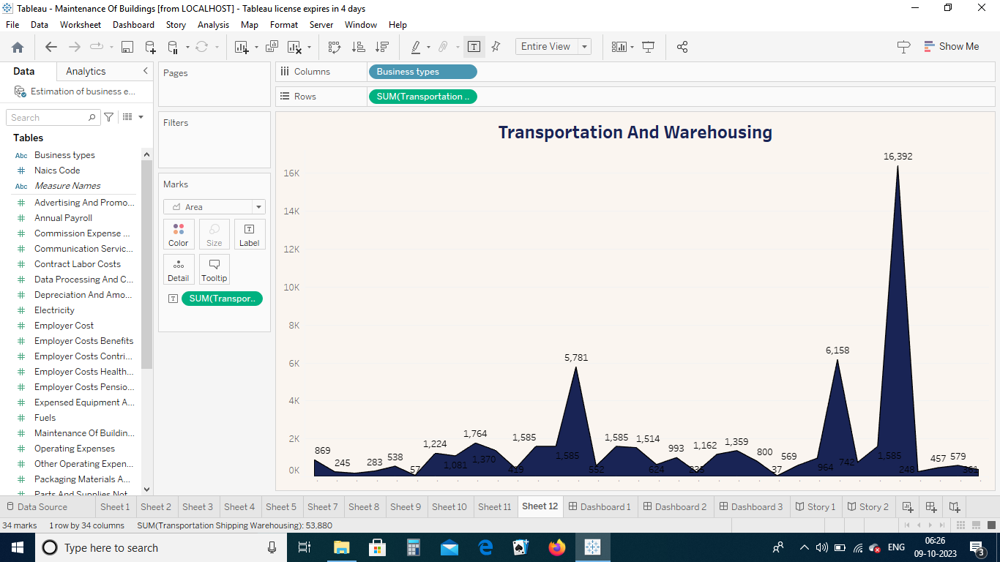 Tableau - Maintenance Of Buildings [from LOCALHOST] - Tableau license expires in 4 days
File Data Worksheet Dashboard Story Analysis Map Format Server Window Help
Entire View
Show Me
Data Analytics
Estimation of business e...
Search
Tables
Abc Business types
# Naics Code
Abc Measure Names
# Advertising And Promo...
# Annual Payroll
# Commission Expense ...
# Communication Servic...
# Contract Labor Costs
# Data Processing And C...
# Depreciation And Amo...
# Electricity
# Employer Cost
# Employer Costs Benefits
# Employer Costs Contri...
# Employer Costs Health...
# Employer Costs Pensio...
# Expensed Equipment A...
# Fuels
# Maintenance Of Buildin...
# Operating Expenses
# Other Operating Expen...
# Packaging Materials A...
# Parts And Supplies Not
Pages
Filters
Marks
Area
Color Size Label
Detail Tooltip
T SUM(Transpor..
Columns Business types
Rows SUM(Transportation ..
Transportation And Warehousing
16,392
16K
14K
12K
10K
8K
6K
4K
2K
0K
869
245
283
538
57
1,224
1,081
1,764
1,370
419
1,585
1,585
5,781
552
1,585
1,514
624
993
1,162
1,359
800
37
569
964
6,158
742
1,585
248
457
579
361
Data Source Sheet 1 Sheet 2 Sheet 3 Sheet 4 Sheet 5 Sheet 6 Sheet 7 Sheet 8 Sheet 9 Sheet 10 Sheet 11 Sheet 12 Dashboard 1 Dashboard 2 Dashboard 3 Story 1 Story 2
34 marks 1 row by 34 columns SUM(Transportation Shipping Warehousing): 53,880
Type here to search
ENG
06:26
09-10-2023
3